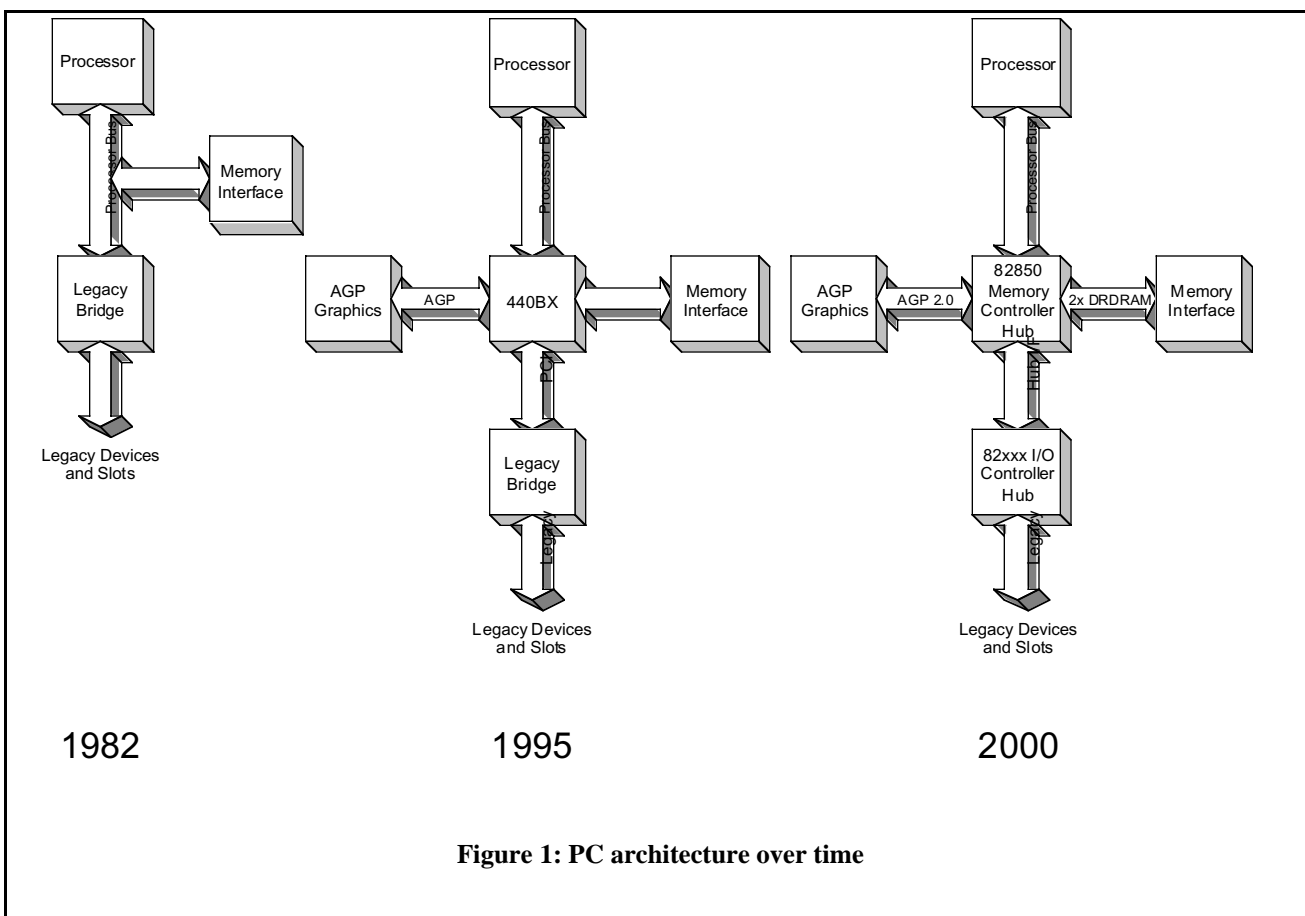 Processor
Processor Bus
Memory
Interface
Legacy
Bridge
Legacy Devices
and Slots
1982
Processor
Processor Bus
AGP
Graphics
AGP
440BX
Memory
Interface
PCI
Legacy
Bridge
Legacy
Legacy Devices
and Slots
1995
Processor
Processor Bus
AGP
Graphics
AGP 2.0
82850
Memory
Controller
Hub
2x DRDRAM
Memory
Interface
Hub I/F
82xxx I/O
Controller
Hub
Legacy
Legacy Devices
and Slots
2000
Figure 1: PC architecture over time